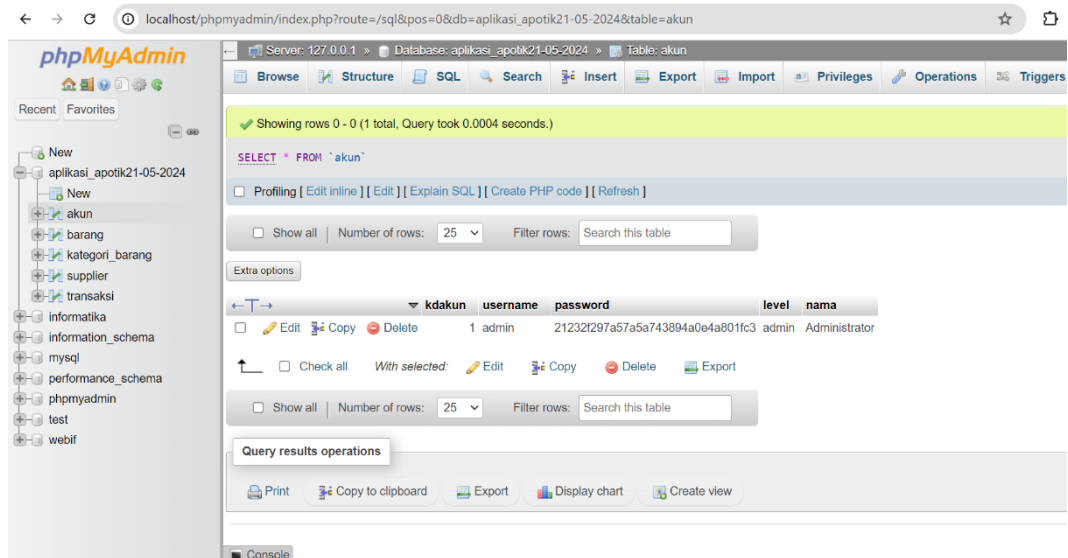 localhost/phpmyadmin/index.php?route=/sql&pos=0&db=aplikasi_apotik21-05-2024&table=akun
phpMyAdmin
Recent Favorites
New
aplikasi_apotik21-05-2024
New
akun
barang
kategori_barang
supplier
transaksi
informatika
information_schema
mysql
performance_schema
phpmyadmin
test
webif
Server: 127.0.0.1 » Database: aplikasi_apotik21-05-2024 » Table: akun
Browse Structure SQL Search Insert Export Import Privileges Operations Triggers
Showing rows 0 - 0 (1 total, Query took 0.0004 seconds.)
SELECT * FROM `akun`
Profiling [ Edit inline ] [ Edit ] [ Explain SQL ] [ Create PHP code ] [ Refresh ]
Show all | Number of rows: 25 Filter rows: Search this table
Extra options
←T→ kdakun username password level nama
Edit Copy Delete 1 admin 21232f297a57a5a743894a0e4a801fc3 admin Administrator
Check all With selected: Edit Copy Delete Export
Show all | Number of rows: 25 Filter rows: Search this table
Query results operations
Print Copy to clipboard Export Display chart Create view
Console